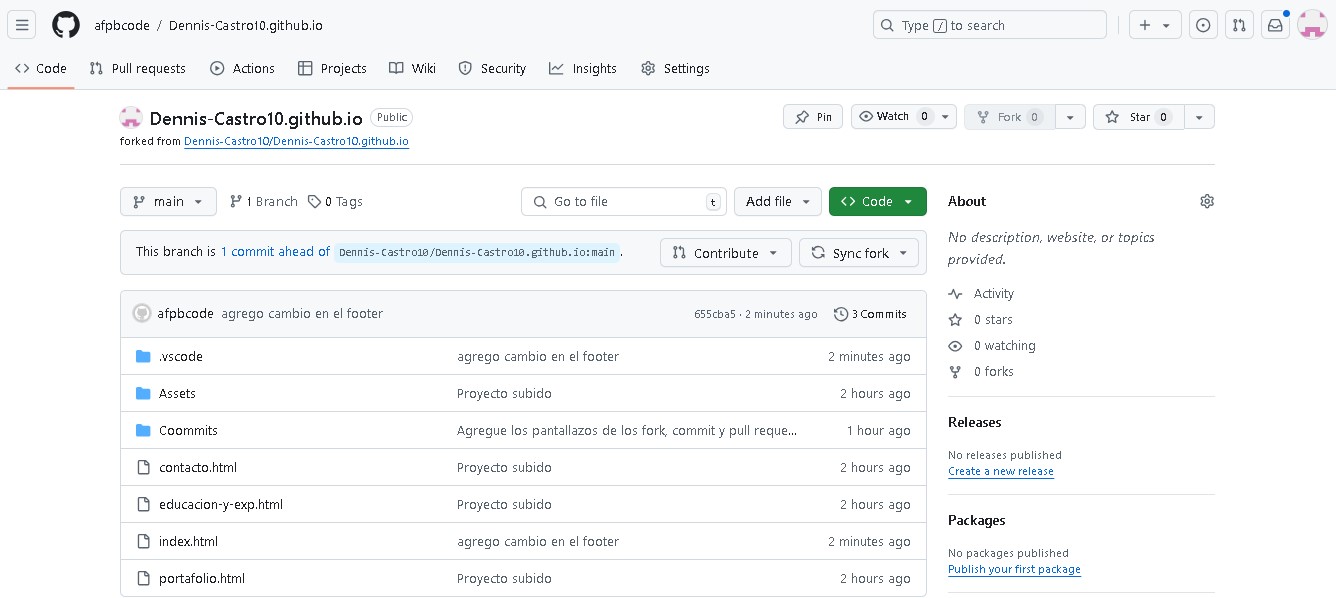 afpbcode / Dennis-Castro10.github.io
Type / to search
Code Pull requests Actions Projects Wiki Security Insights Settings
Dennis-Castro10.github.io Public
Pin Watch 0 Fork 0 Star 0
forked from Dennis-Castro10/Dennis-Castro10.github.io
main 1 Branch 0 Tags Go to file t Add file Code
This branch is 1 commit ahead of Dennis-Castro10/Dennis-Castro10.github.io:main . Contribute Sync fork
afpbcode agrego cambio en el footer 655cba5 · 2 minutes ago 3 Commits
.vscode agrego cambio en el footer 2 minutes ago
Assets Proyecto subido 2 hours ago
Coommits Agregue los pantallazos de los fork, commit y pull reque... 1 hour ago
contacto.html Proyecto subido 2 hours ago
educacion-y-exp.html Proyecto subido 2 hours ago
index.html agrego cambio en el footer 2 minutes ago
portafolio.html Proyecto subido 2 hours ago
About
No description, website, or topics
provided.
Activity
0 stars
0 watching
0 forks
Releases
No releases published
Create a new release
Packages
No packages published
Publish your first package